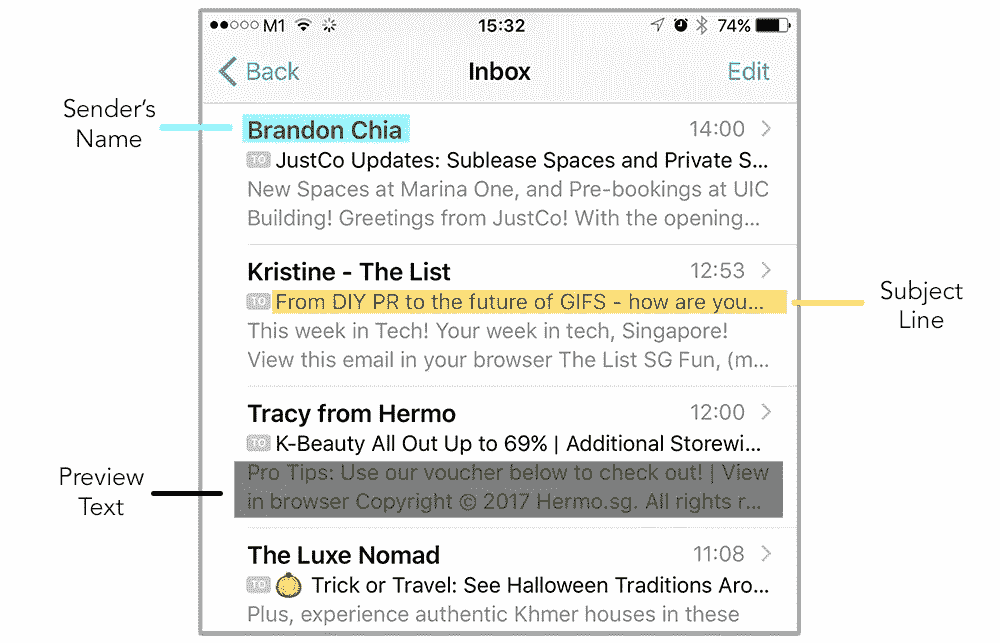 M1 15:32 74%
Back Inbox Edit
Sender's
Name
Brandon Chia 14:00
TO JustCo Updates: Sublease Spaces and Private S...
New Spaces at Marina One, and Pre-bookings at UIC
Building! Greetings from JustCo! With the opening...
Kristine - The List 12:53
TO From DIY PR to the future of GIFS - how are you...
Subject
Line
This week in Tech! Your week in tech, Singapore!
View this email in your browser The List SG Fun, (m...
Tracy from Hermo 12:00
TO K-Beauty All Out Up to 69% | Additional Storewi...
Preview
Text
Pro Tips: Use our voucher below to check out! | View
in browser Copyright © 2017 Hermo.sg. All rights r...
The Luxe Nomad 11:08
TO Trick or Travel: See Halloween Traditions Aro...
Plus, experience authentic Khmer houses in these